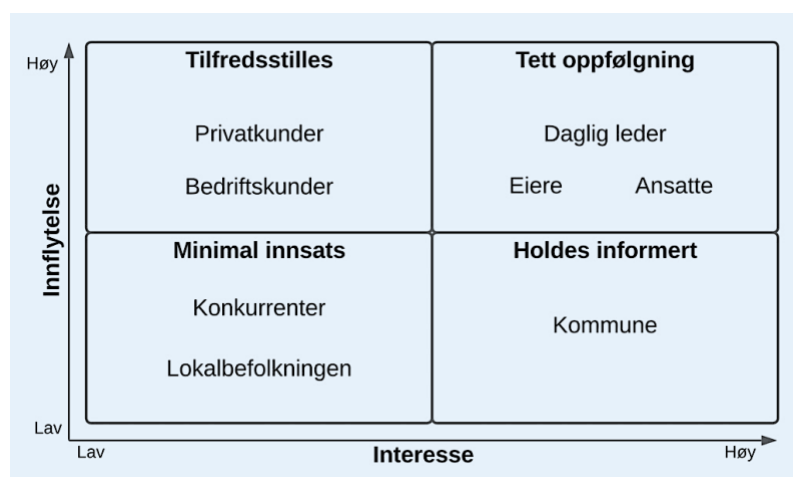 Høy
Tilfredsstilles
Tett oppfølgning
Privatkunder
Daglig leder
Bedriftskunder
Eiere
Ansatte
Innflytelse
Minimal innsats
Holdes informert
Konkurrenter
Kommune
Lokalbefolkningen
Lav
Lav
Interesse
Høy